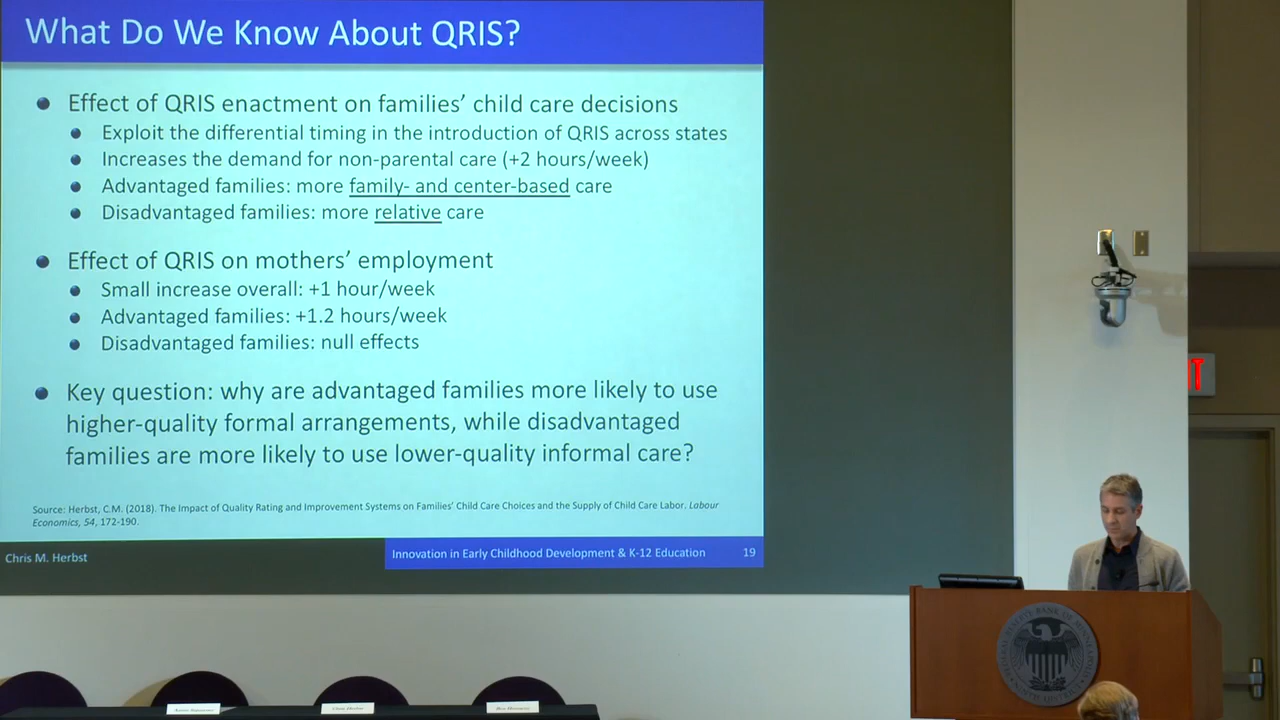 What Do We Know About QRIS?
Effect of QRIS enactment on families' child care decisions
Exploit the differential timing in the introduction of QRIS across states
Increases the demand for non-parental care (+2 hours/week)
Advantaged families: more family- and center-based care
Disadvantaged families: more relative care
Effect of QRIS on mothers' employment
Small increase overall: +1 hour/week
Advantaged families: +1.2 hours/week
Disadvantaged families: null effects
Key question: why are advantaged families more likely to use
higher-quality formal arrangements, while disadvantaged
families are more likely to use lower-quality informal care?
Source: Herbst, C.M. (2018). The Impact of Quality Rating and Improvement Systems on Families' Child Care Choices and the Supply of Child Care Labor. Labour
Economics, 54, 172-190.
Chris M. Herbst
Innovation in Early Childhood Development & K-12 Education 19
IT